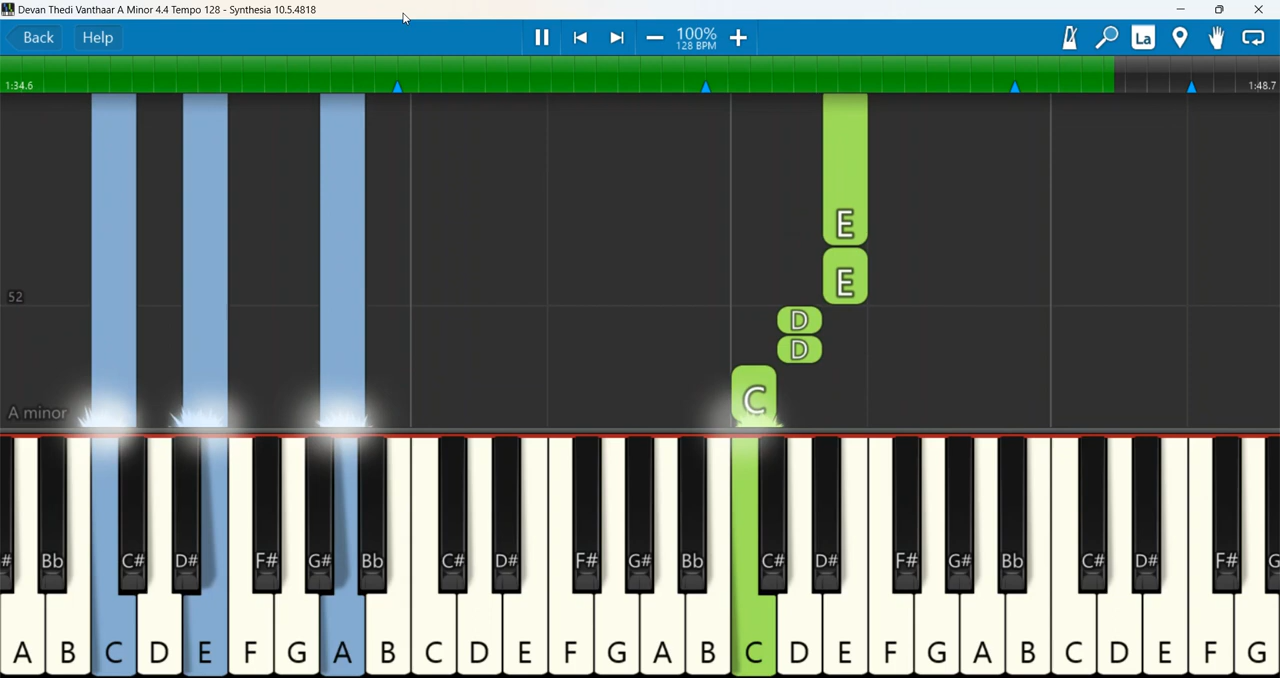 Devan Thedi Vanthaar A Minor 4.4 Tempo 128 - Synthesia 10.5.4818
Back Help 100% La
128 BPM
1:34.6 1:48.7
E
E
52
D
D
C
A minor
# Bb C# D# F# G# Bb C# D# F# G# Bb C# D# F# G# Bb C# D# F# G
A B C D E F G A B C D E F G A B C D E F G A B C D E F G